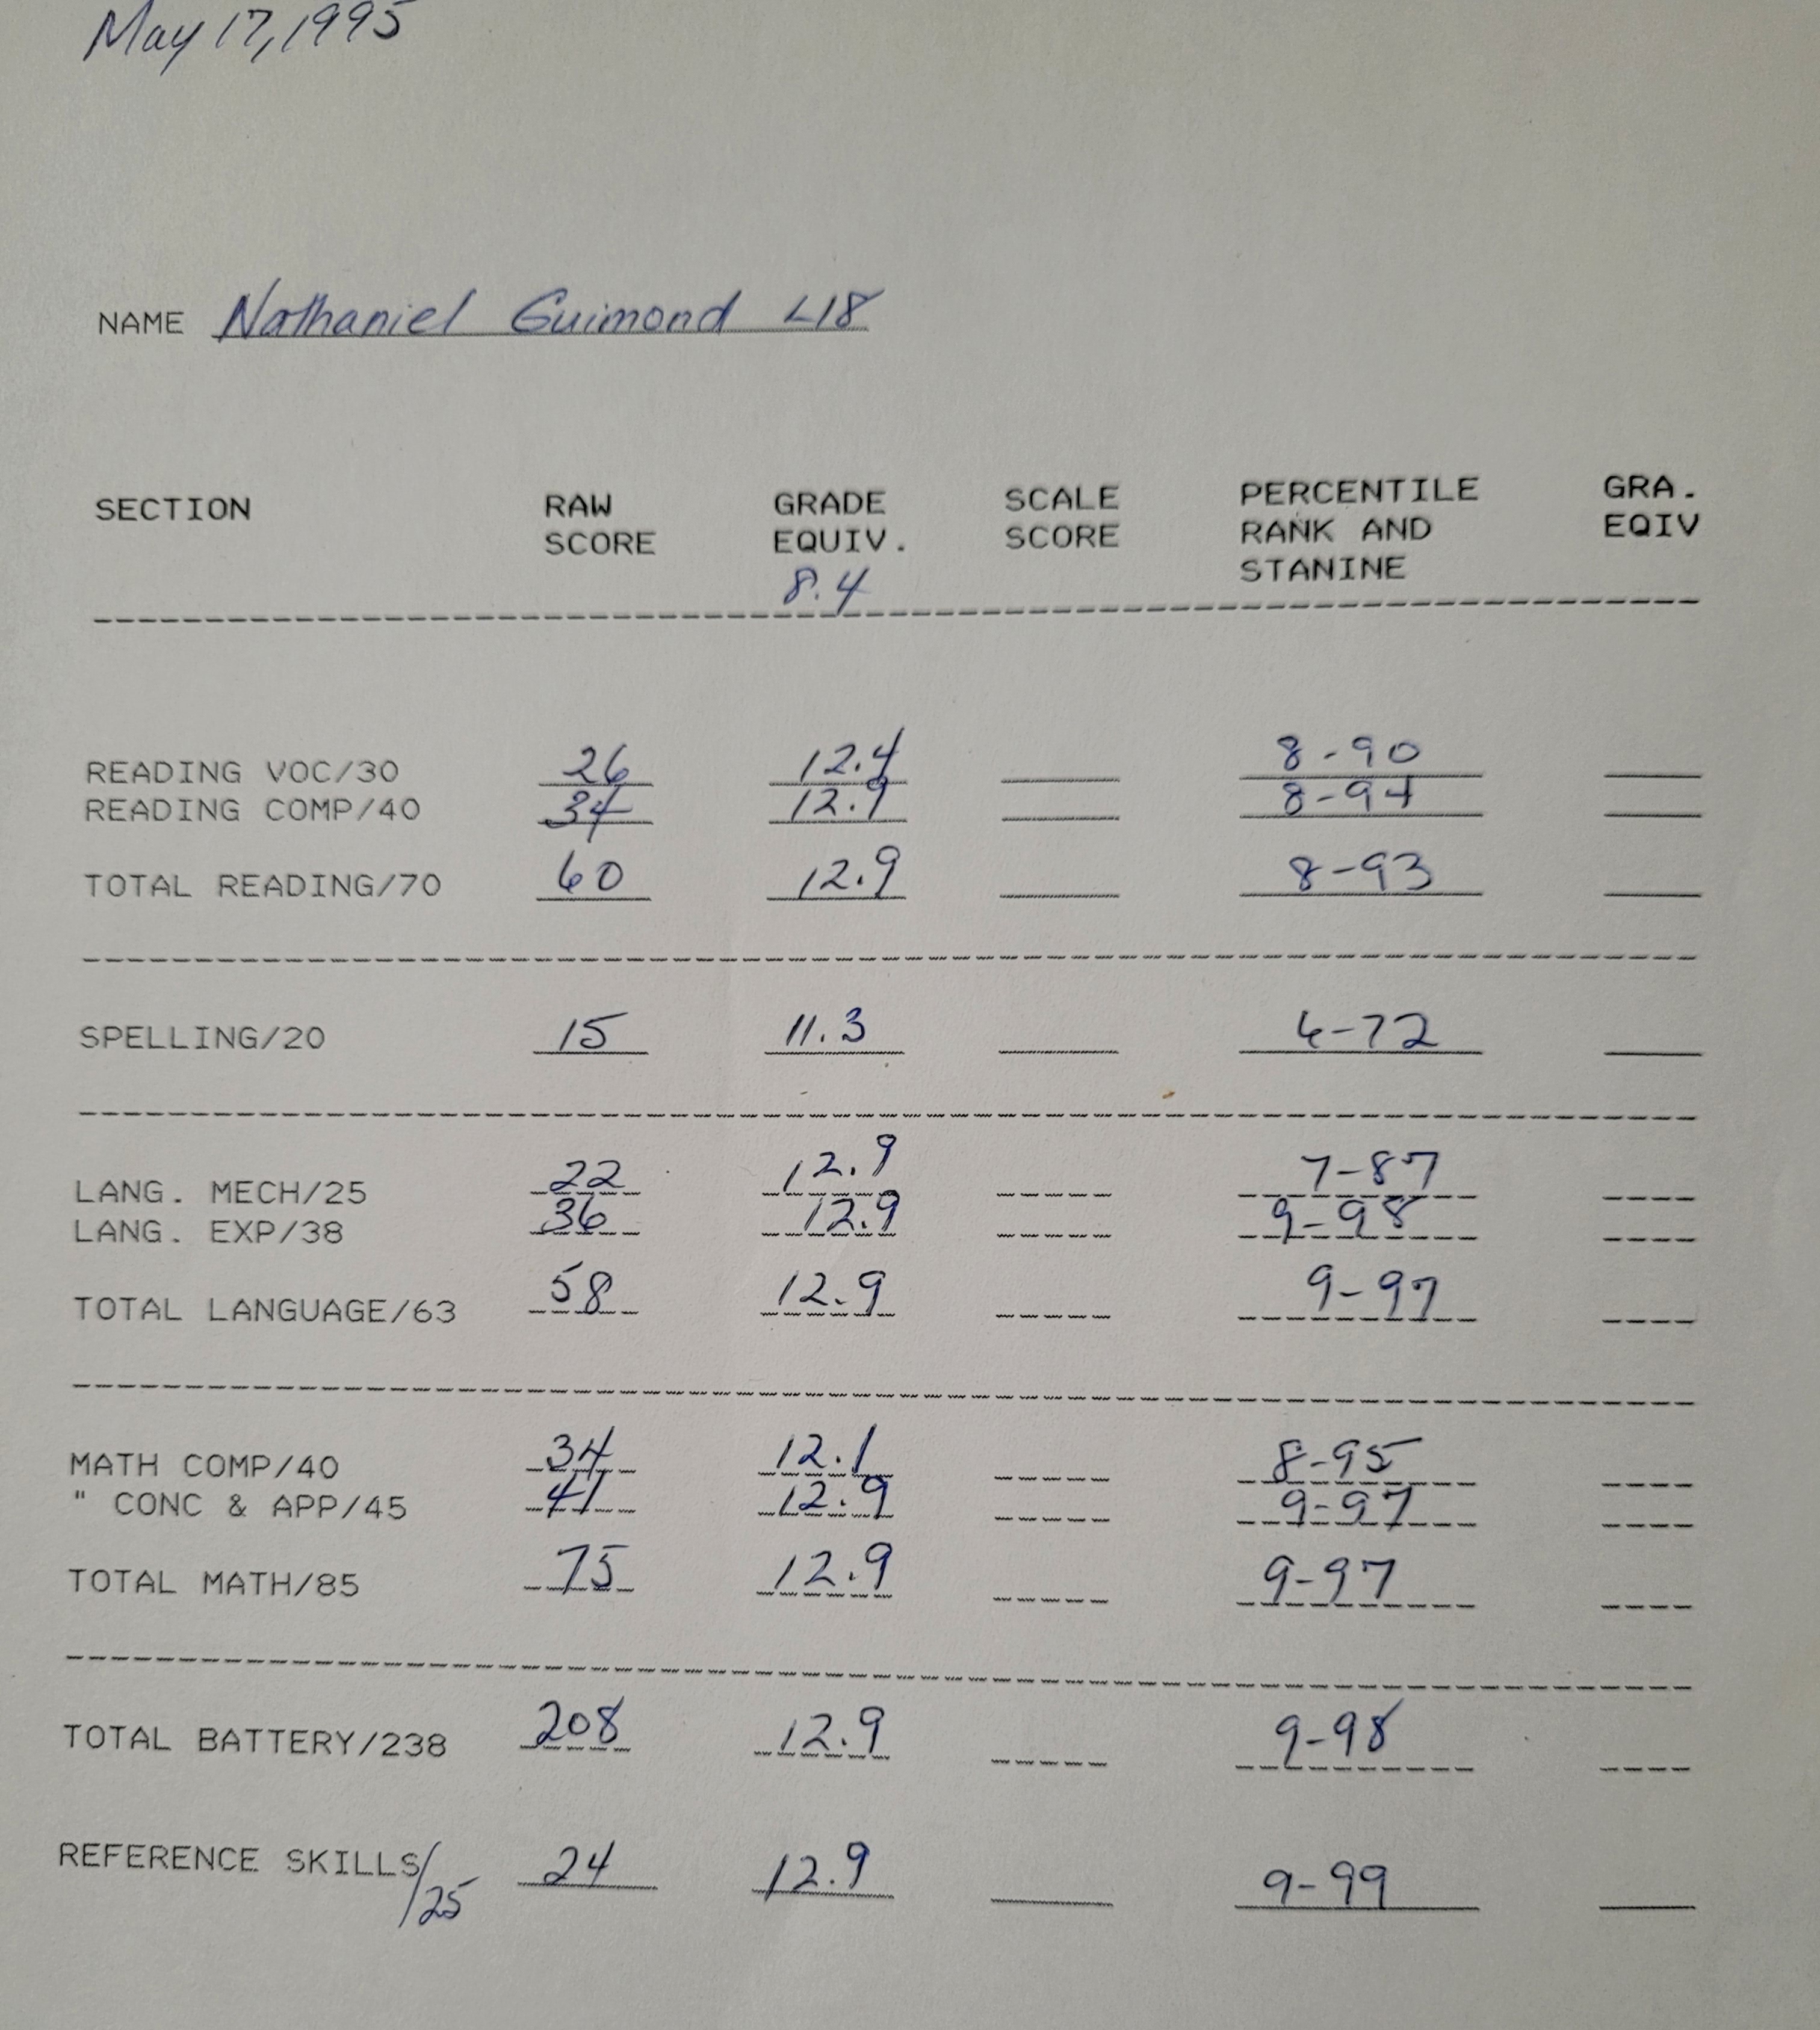 May 17, 1995
NAME Nathaniel Guimond L18
SECTION RAW SCORE GRADE EQUIV. SCALE SCORE PERCENTILE RANK AND STANINE GRA. EQIV
8.4
READING VOC/30 26 12.4 8-90
READING COMP/40 34 12.9 8-94
TOTAL READING/70 60 12.9 8-93
SPELLING/20 15 11.3 6-72
LANG. MECH/25 22 12.9 7-87
LANG. EXP/38 36 12.9 9-98
TOTAL LANGUAGE/63 58 12.9 9-97
MATH COMP/40 34 12.1 8-95
" CONC & APP/45 41 12.9 9-97
TOTAL MATH/85 75 12.9 9-97
TOTAL BATTERY/238 208 12.9 9-98
REFERENCE SKILLS/25 24 12.9 9-99